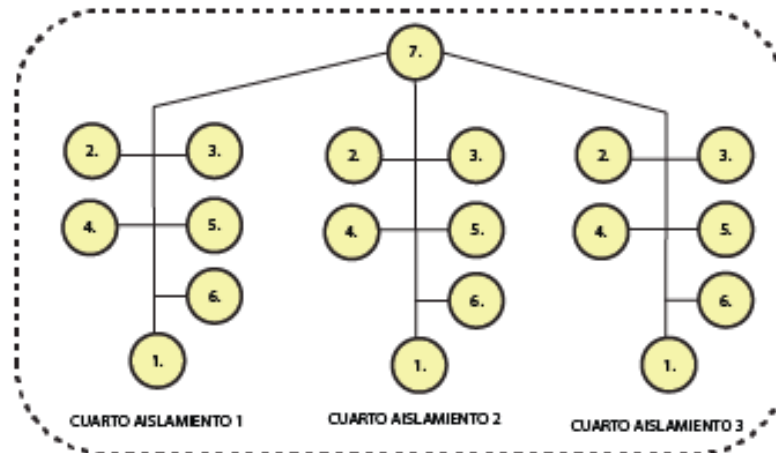 7.
2. 3. 2. 3. 2. 3.
4. 5. 4. 5. 4. 5.
6. 6. 6.
1. 1. 1.
CUARTO AISLAMIENTO 1 CUARTO AISLAMIENTO 2 CUARTO AISLAMIENTO 3